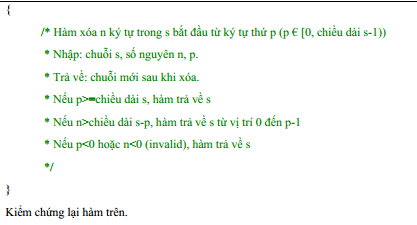 {
/* Hàm xóa n ký tự trong s bắt đầu từ ký tự thứ p (p € [0, chiều dài s-1))
* Nhập: chuỗi s, số nguyên n, p.
* Trả về: chuỗi mới sau khi xóa.
* Nếu p>=chiều dài s, hàm trả về s
* Nếu n>chiều dài s-p, hàm trả về s từ vị trí 0 đến p-1
* Nếu p<0 hoặc n<0 (invalid), hàm trả về s
*/
}
Kiểm chứng lại hàm trên.